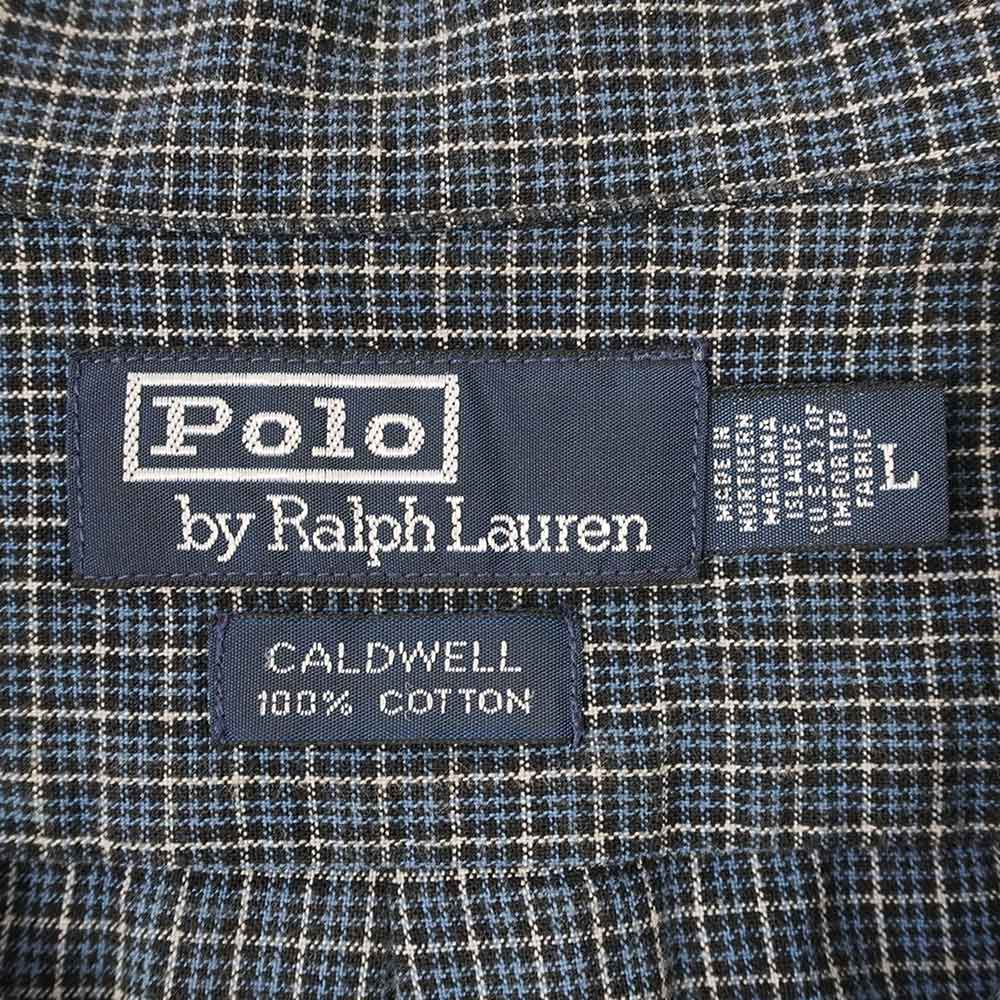 Polo
by Ralph Lauren
MADE IN
NORTHERN
MARIANA
ISLANDS
(U.S.A.) OF
IMPORTED
FABRIC
L
CALDWELL
100% COTTON